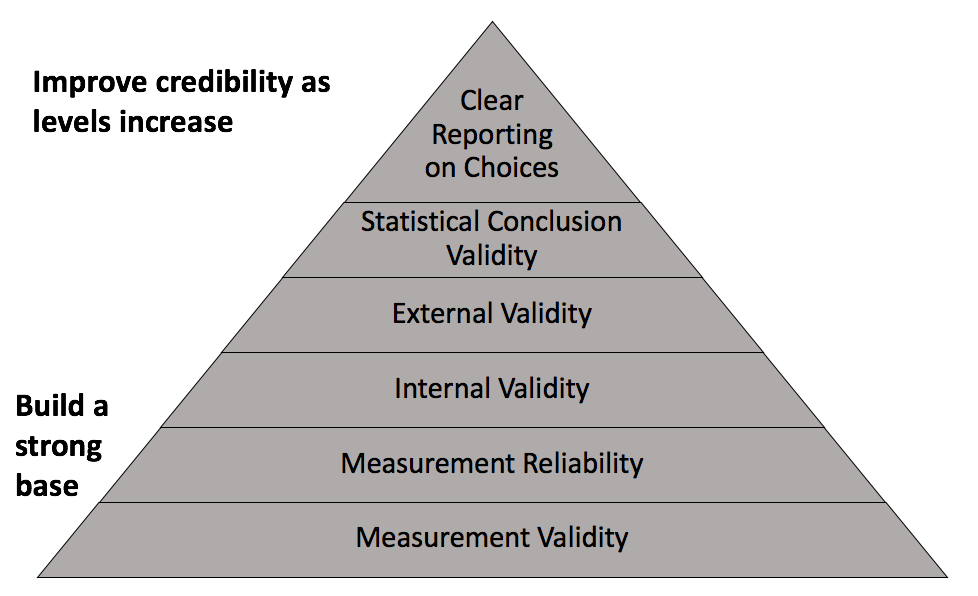 Improve credibility as
levels increase
Clear
Reporting
on Choices
Statistical Conclusion
Validity
External Validity
Internal Validity
Build a
strong
base
Measurement Reliability
Measurement Validity